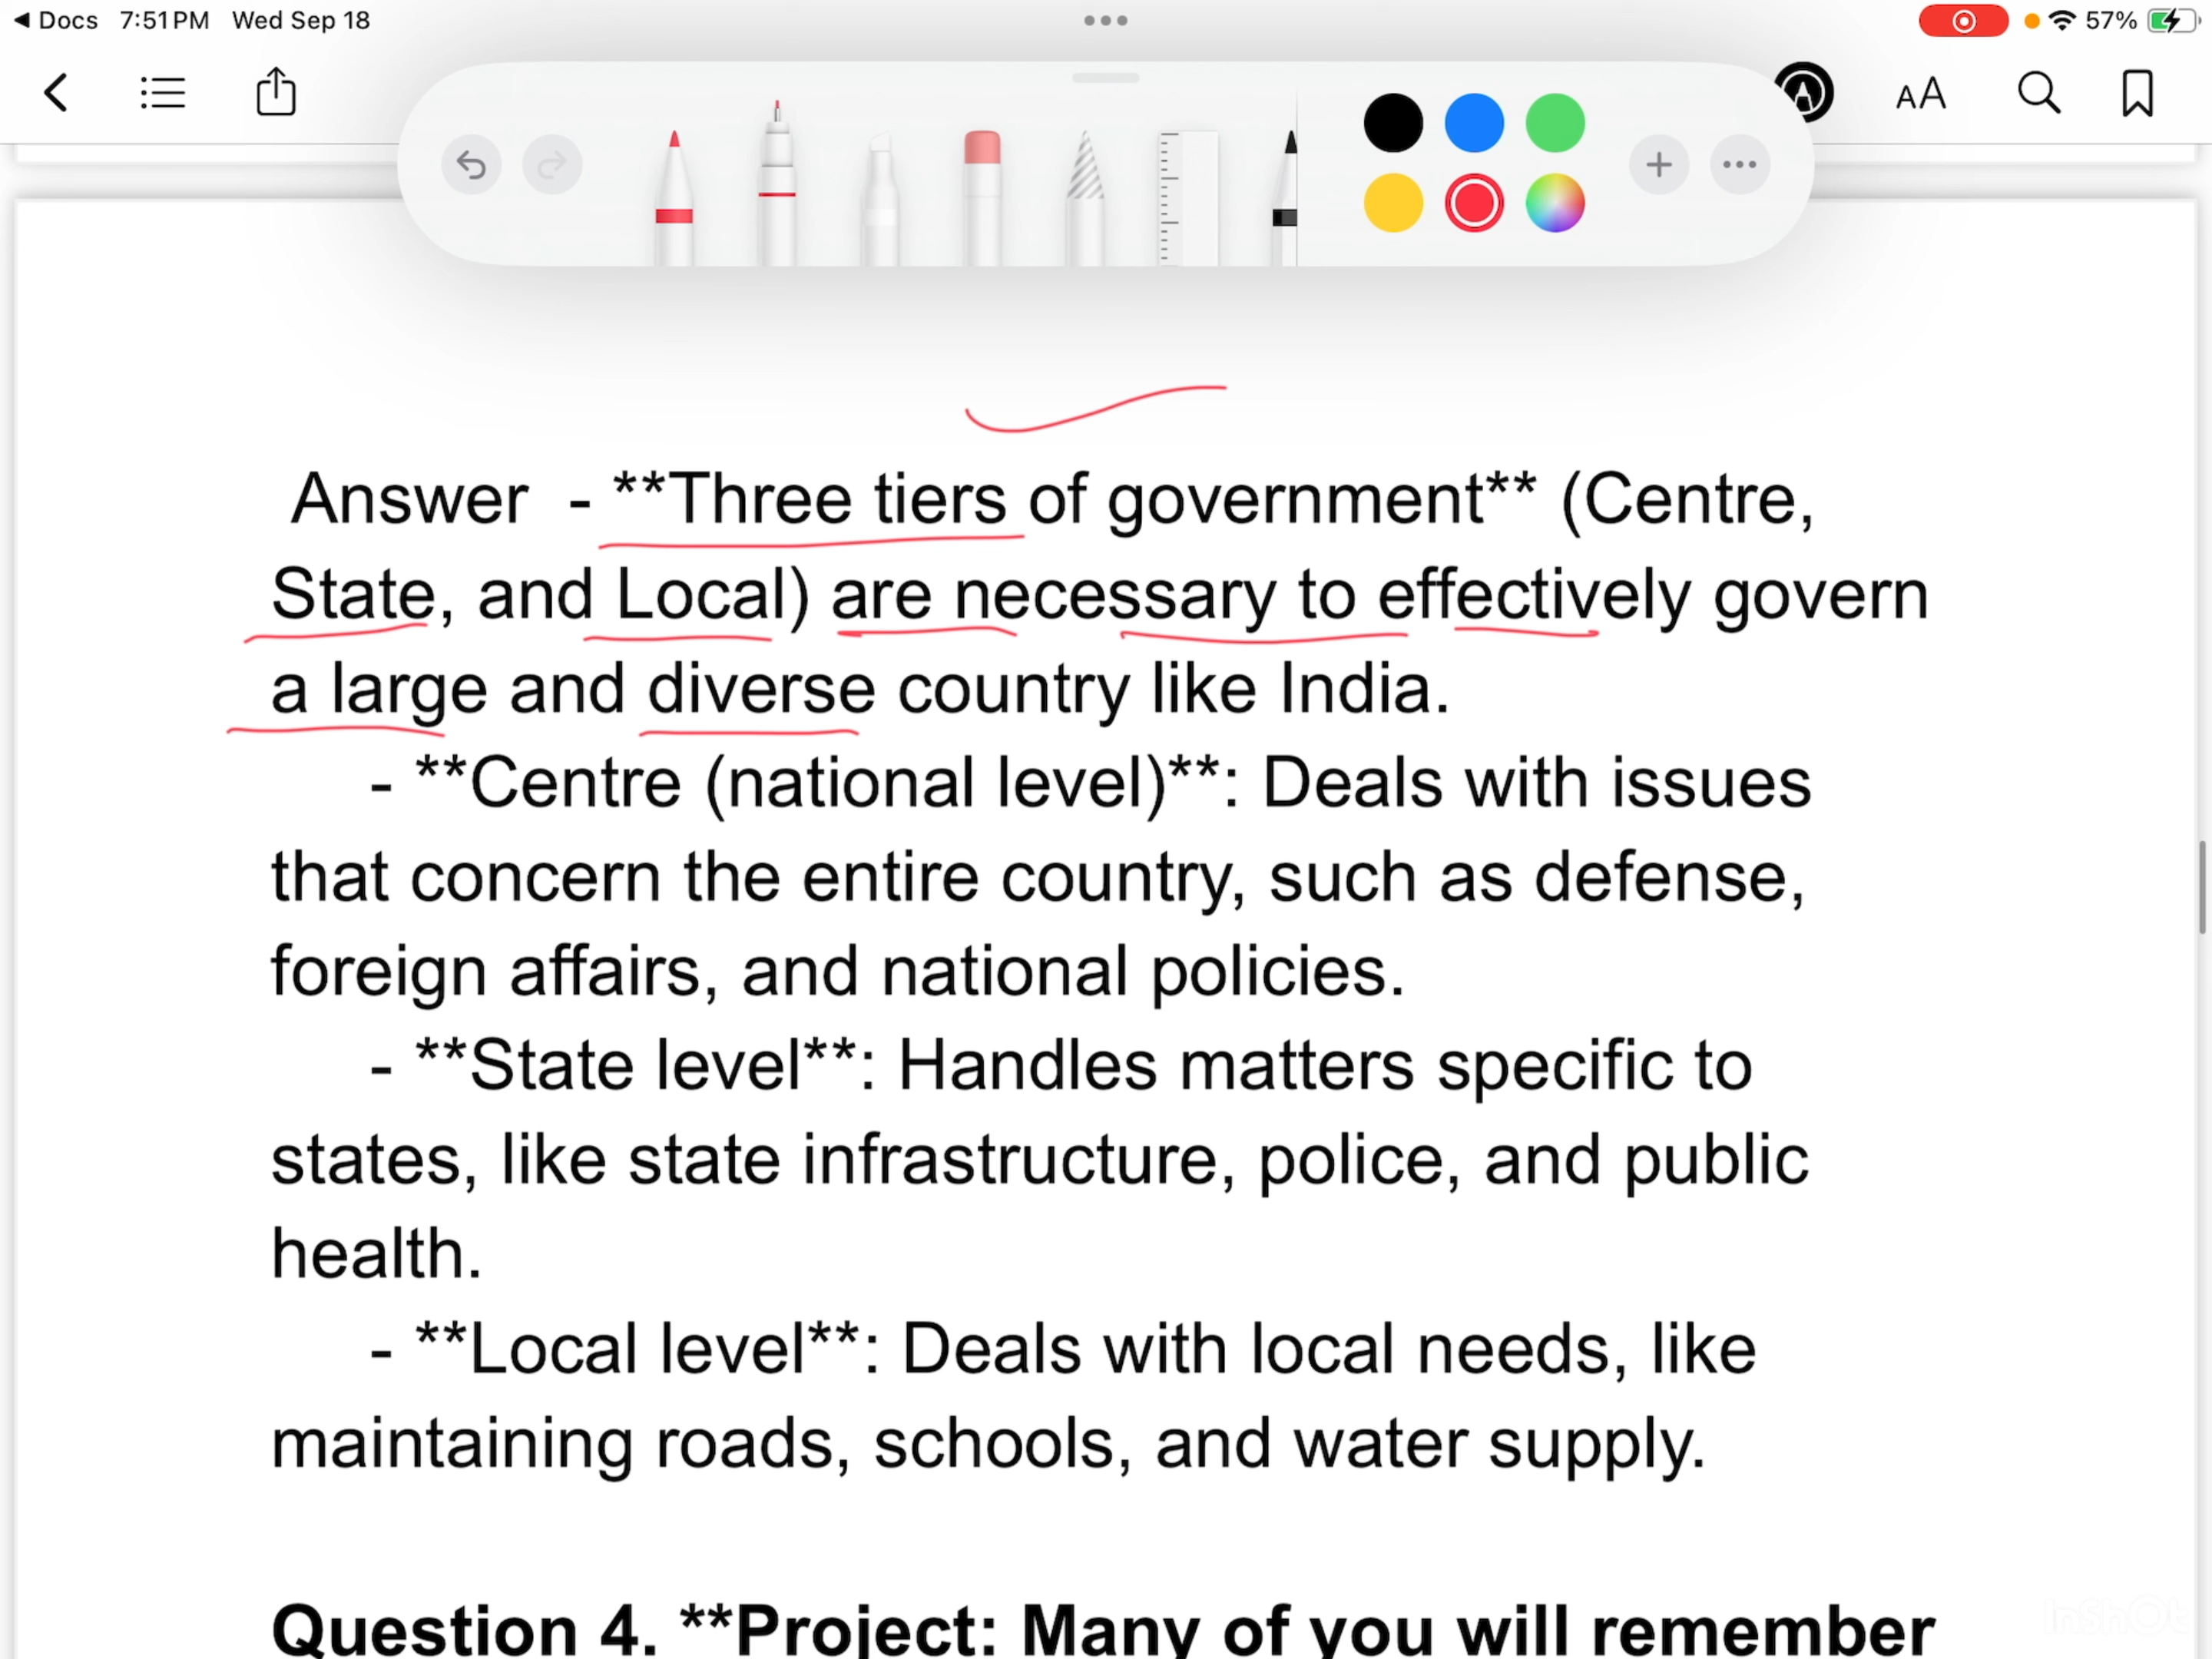 Docs 7:51 PM Wed Sep 18
57%
AA
Answer - **Three tiers of government** (Centre,
State, and Local) are necessary to effectively govern
a large and diverse country like India.
- **Centre (national level)**: Deals with issues
that concern the entire country, such as defense,
foreign affairs, and national policies.
- **State level**: Handles matters specific to
states, like state infrastructure, police, and public
health.
- **Local level**: Deals with local needs, like
maintaining roads, schools, and water supply.
Question 4. **Project: Many of you will remember
InShOt